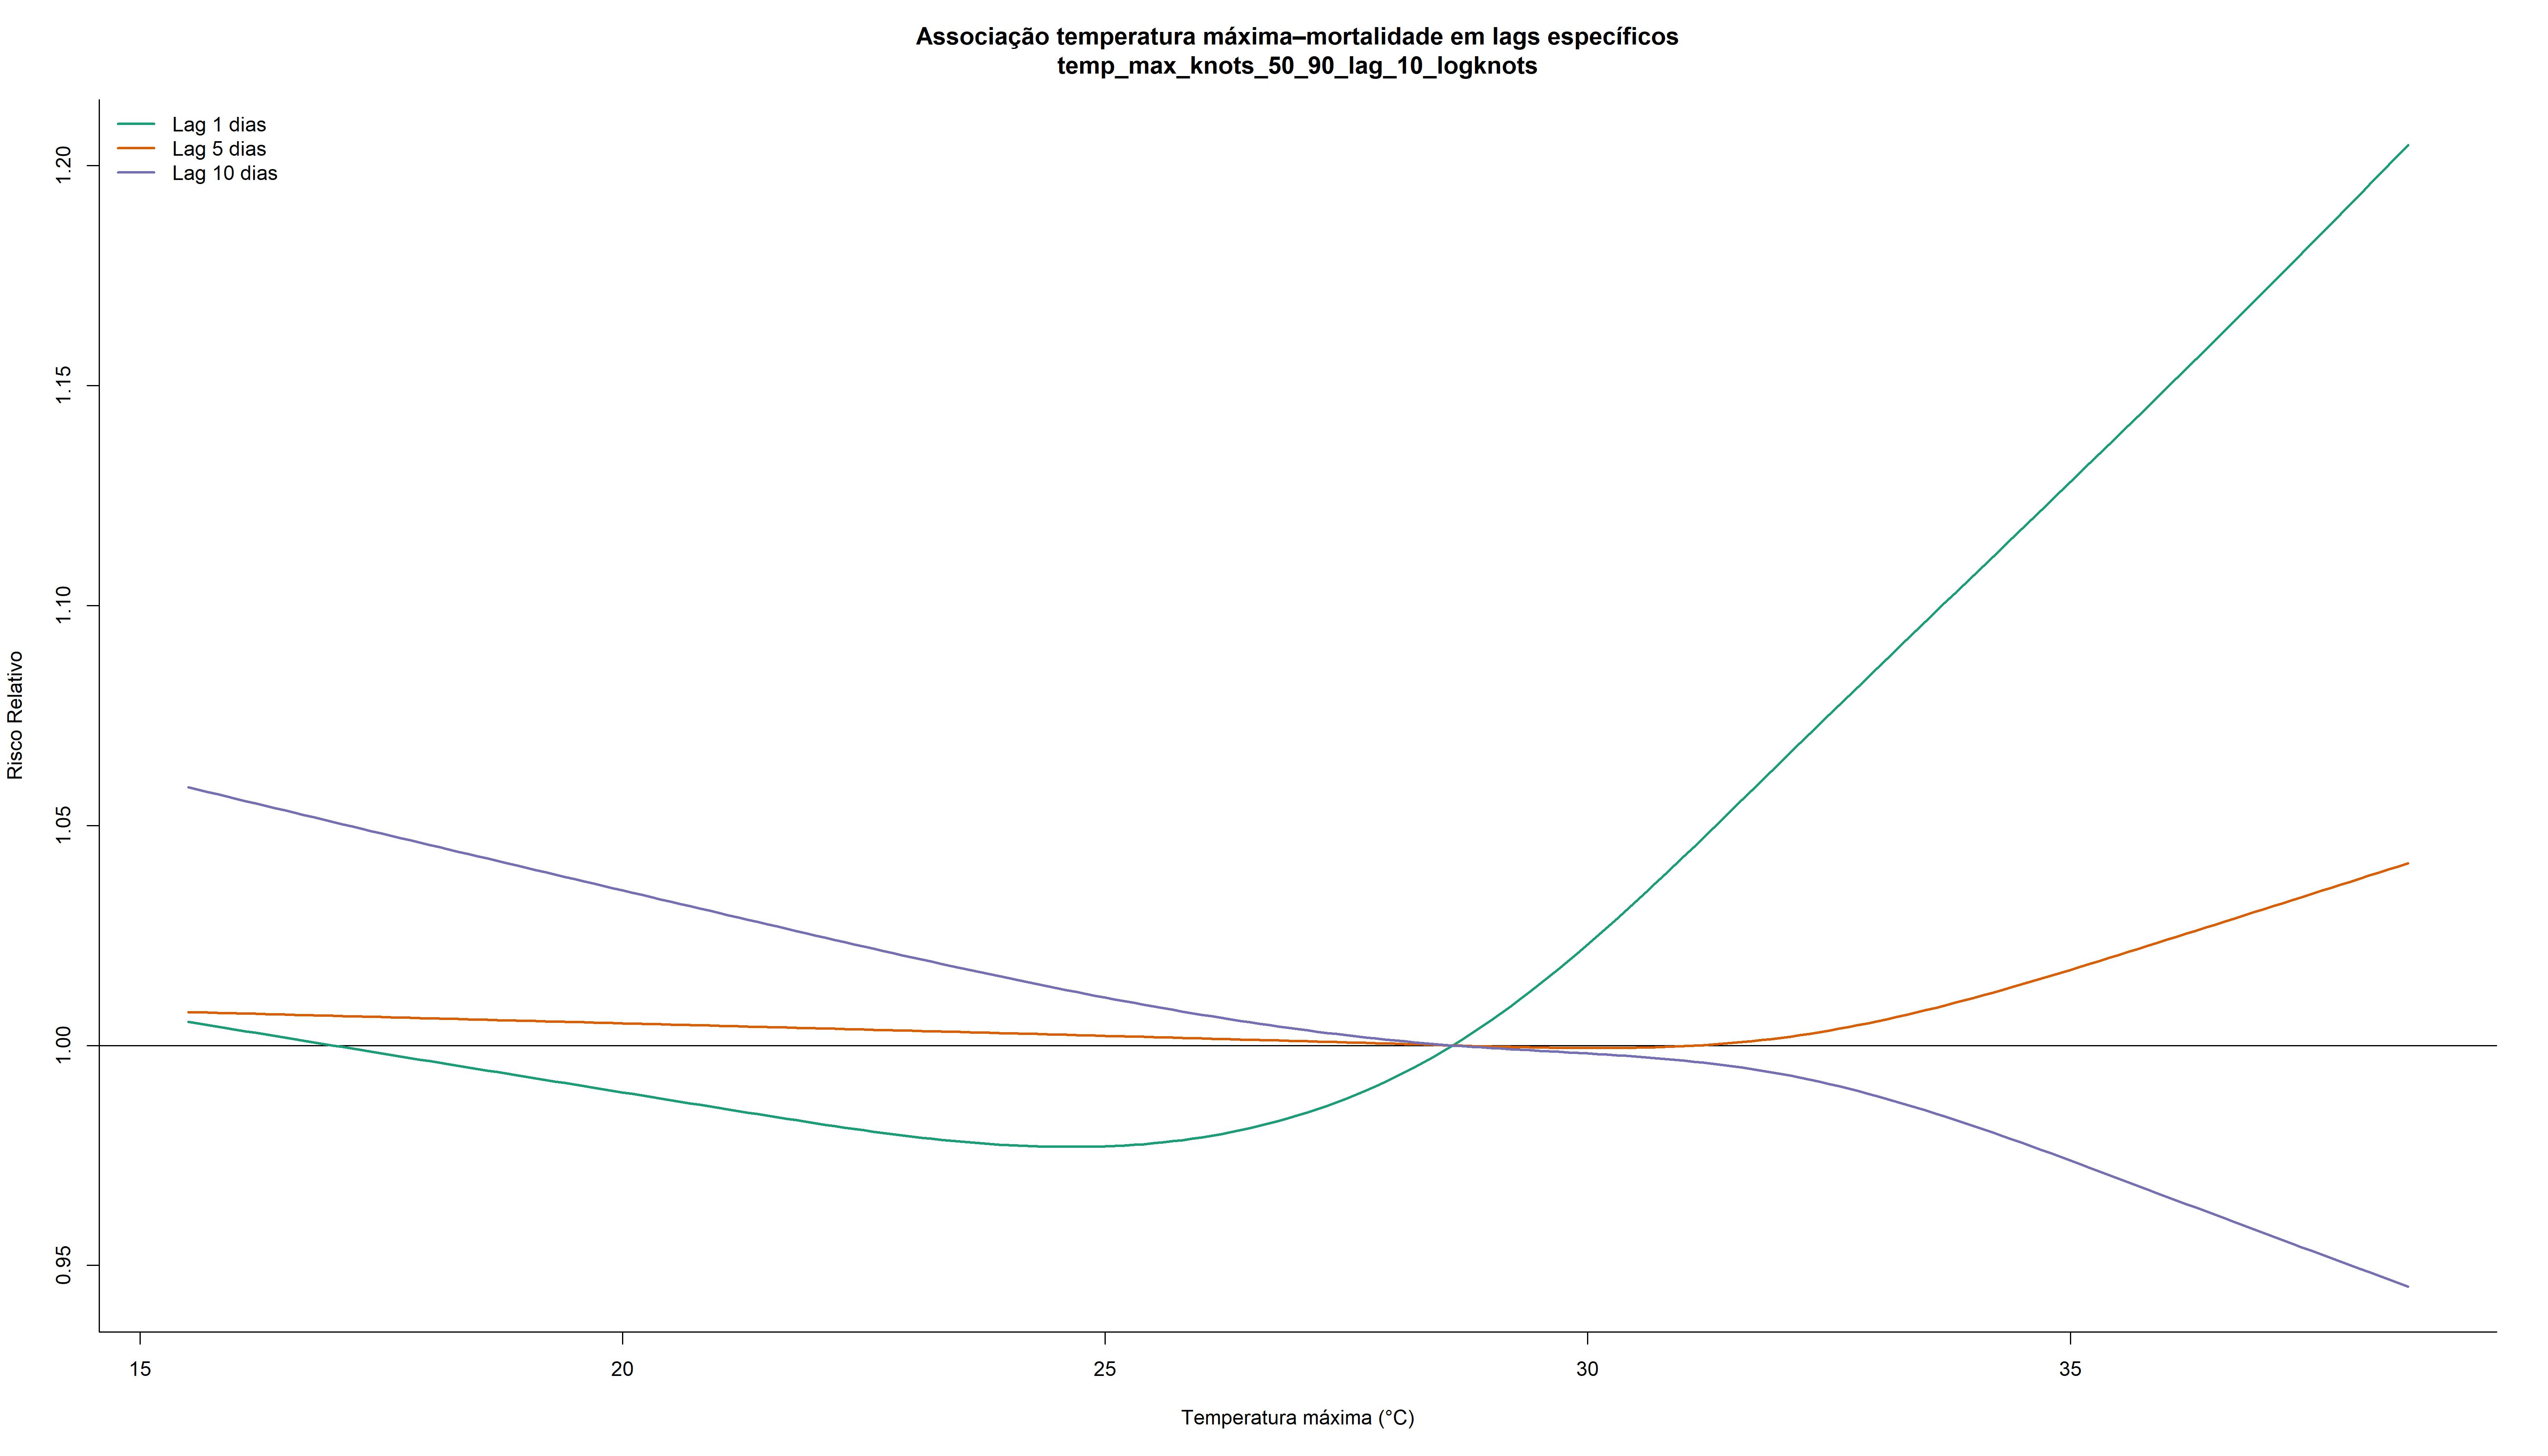 Associação temperatura máxima–mortalidade em lags específicos
temp_max_knots_50_90_lag_10_logknots
Lag 1 dias
Lag 5 dias
Lag 10 dias
1.20
1.15
1.10
1.05
1.00
0.95
Risco Relativo
15 20 25 30 35
Temperatura máxima (°C)